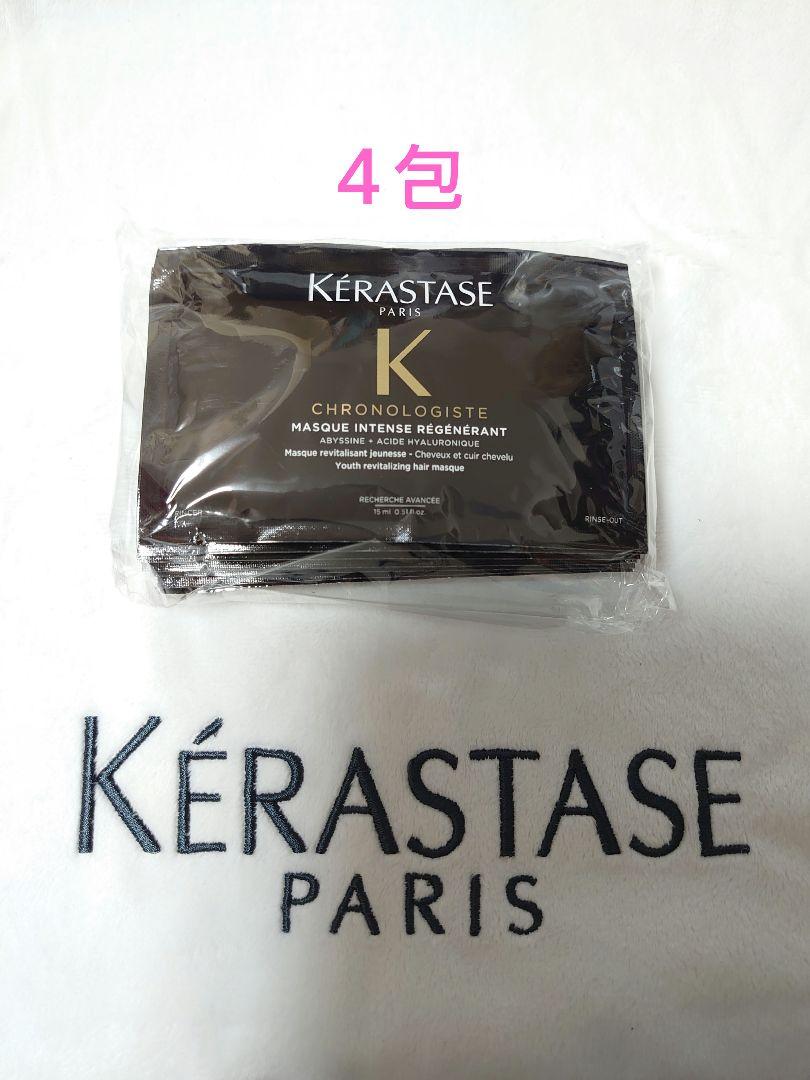 4包
KÉRASTASE
PARIS
K
CHRONOLOGISTE
MASQUE INTENSE RÉGÉNÉRANT
ABYSSINE + ACIDE HYALURONIQUE
Masque revitalisant jeunesse - Cheveux et cuir chevelu
Youth revitalizing hair masque
RECHERCHE AVANCÉE
15 ml 0.51 fl.oz.
RINSE-OUT
KÉRASTASE
PARIS